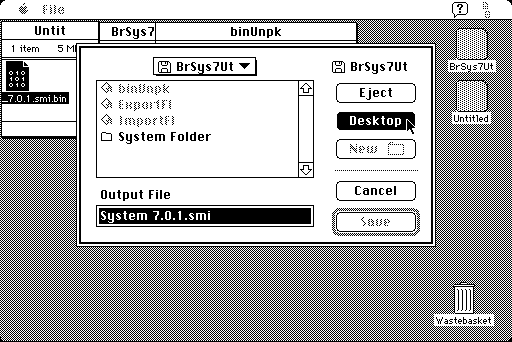 File
Untit
BrSys7
binUnpk
1 item
BrSys7Ut
BrSys7Ut
BrSys7Ut
binUnpk
ExportFl
ImportFl
System Folder
Eject
Desktop
New
Untitled
_7.0.1.smi.bin
Output File
System 7.0.1.smi
Cancel
Save
Wastebasket